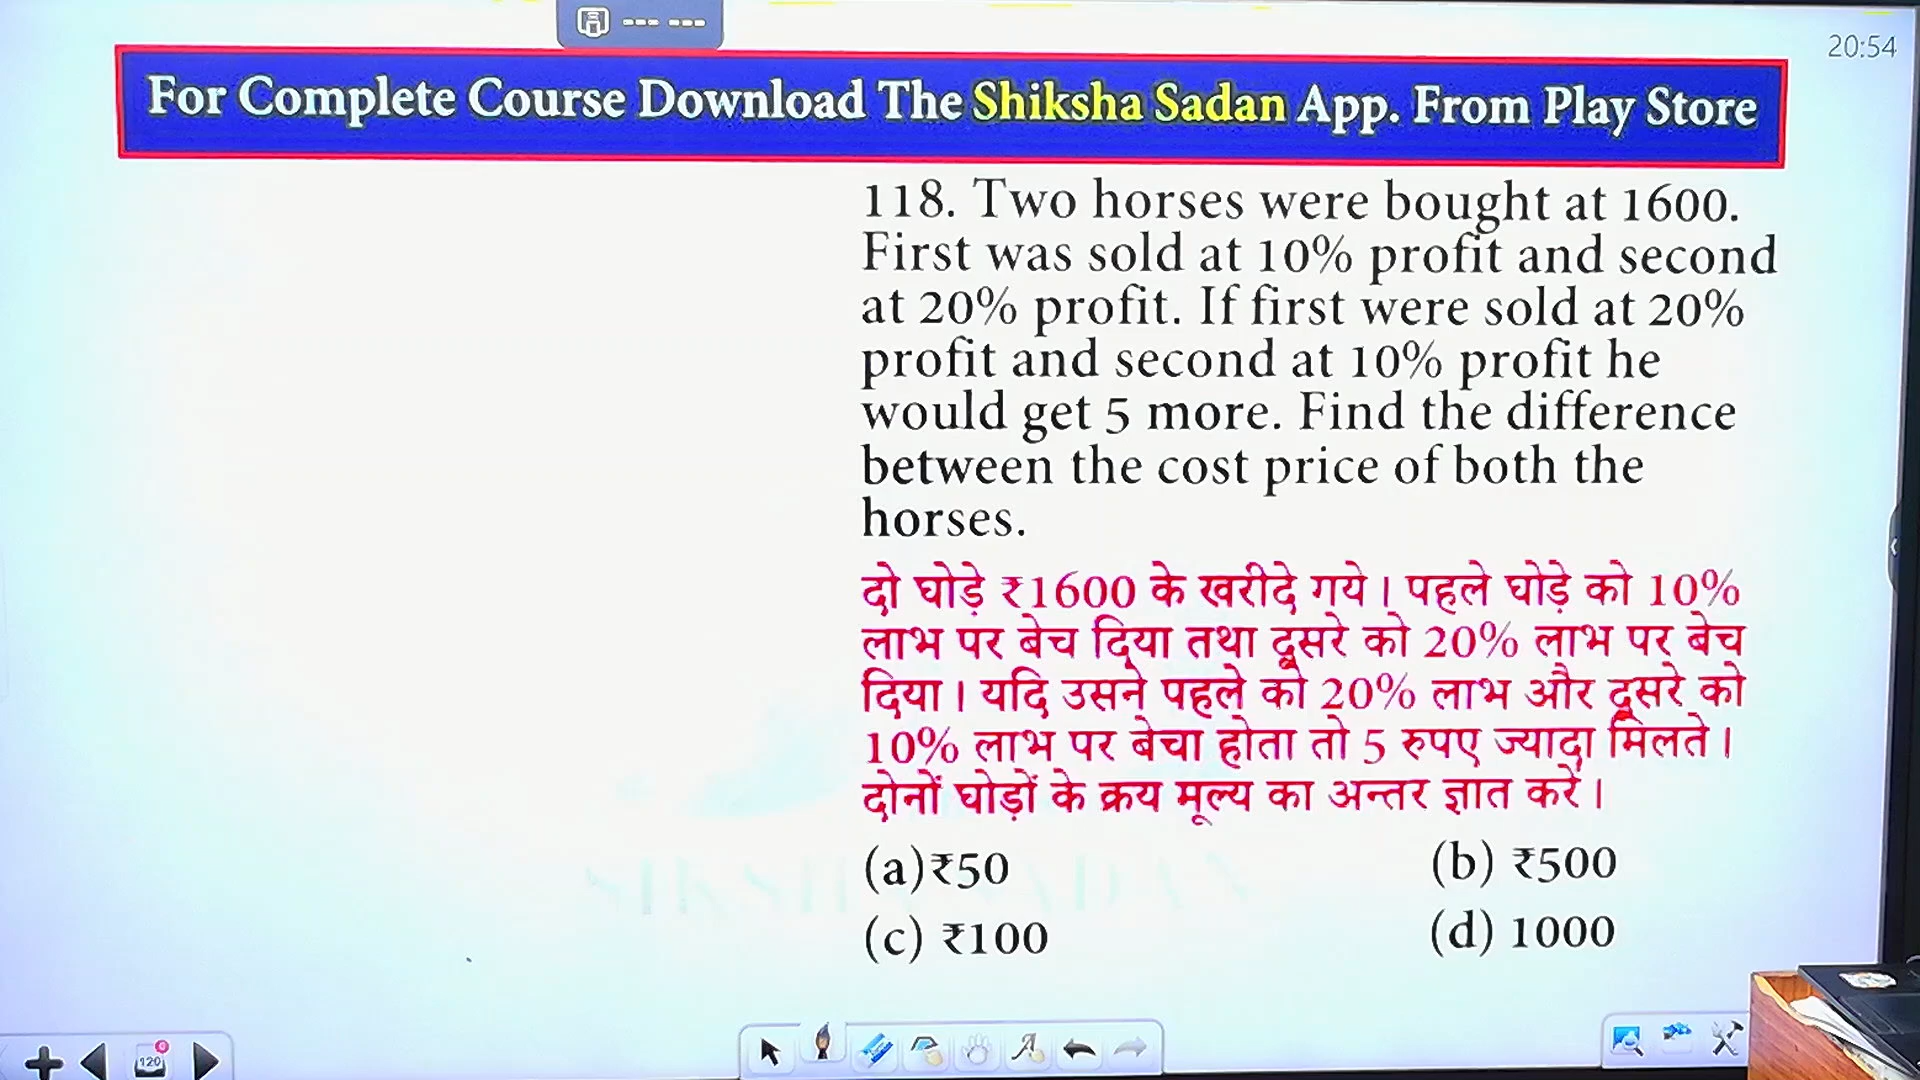 20:54
For Complete Course Download The Shiksha Sadan App. From Play Store
118. Two horses were bought at 1600.
First was sold at 10% profit and second
at 20% profit. If first were sold at 20%
profit and second at 10% profit he
would get 5 more. Find the difference
between the cost price of both the
horses.
दो घोड़े ₹1600 के खरीदे गये। पहले घोड़े को 10%
लाभ पर बेच दिया तथा दूसरे को 20% लाभ पर बेच
दिया। यदि उसने पहले को 20% लाभ और दूसरे को
10% लाभ पर बेचा होता तो 5 रुपए ज्यादा मिलते।
दोनों घोड़ों के क्रय मूल्य का अन्तर ज्ञात करें।
(a)₹50 (b) ₹500
(c) ₹100 (d) 1000
SIKSHA SADAN
120